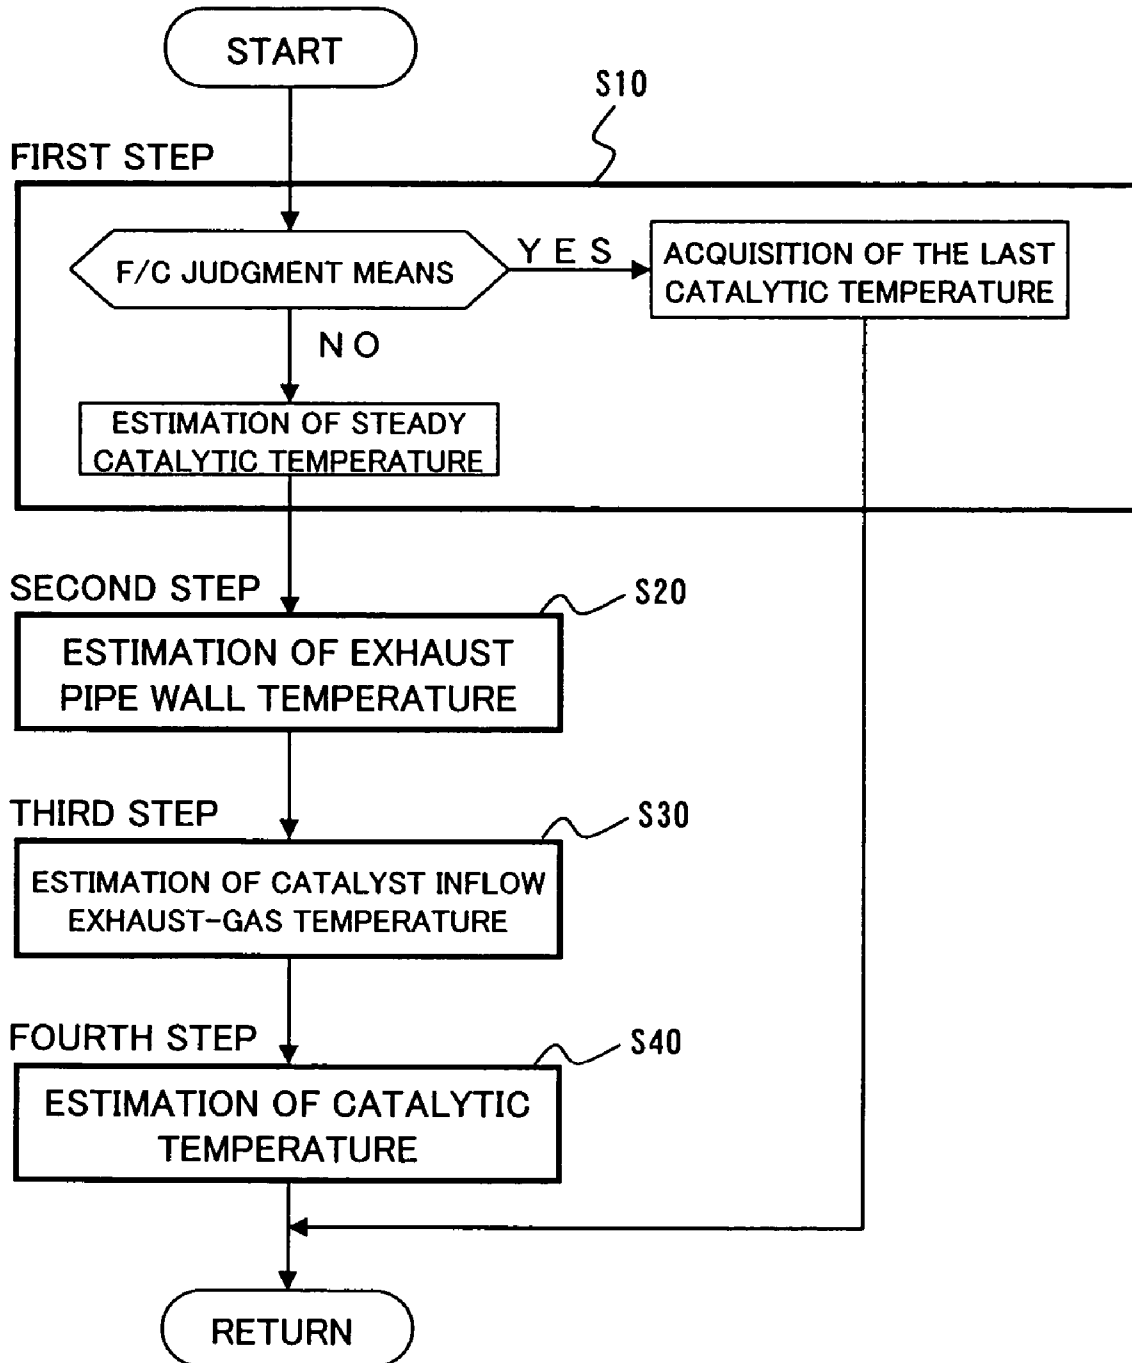 START
S10
FIRST STEP
F/C JUDGMENT MEANS
YES
ACQUISITION OF THE LAST
CATALYTIC TEMPERATURE
NO
ESTIMATION OF STEADY
CATALYTIC TEMPERATURE
SECOND STEP
S20
ESTIMATION OF EXHAUST
PIPE WALL TEMPERATURE
THIRD STEP
S30
ESTIMATION OF CATALYST INFLOW
EXHAUST-GAS TEMPERATURE
FOURTH STEP
S40
ESTIMATION OF CATALYTIC
TEMPERATURE
RETURN